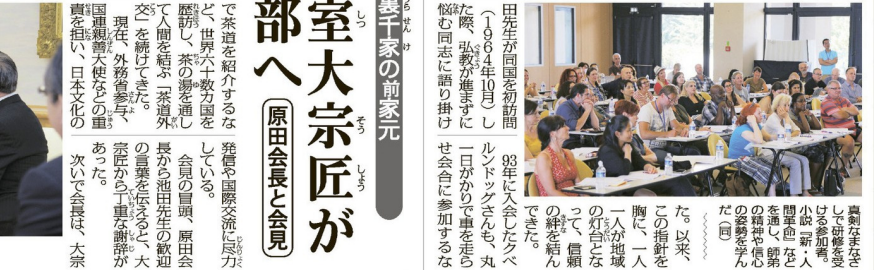 真剣なまなざ
しで研修を受
ける参加者。
小説『新・人
間革命』など
を通し、師弟
の精神や信心
の姿勢を学ん
だ（同）
田先生が同国を初訪問
（1964年10月）し
た際、弘教が進まずに
悩む同志に語り掛け
た。以来、
この指針を
胸に、一人
一人が地域
の灯台とな
って、信頼
の絆を結ん
できた。
93年に入会したクベ
ルンドッグさんも、丸
一日がかりで車を走ら
せ会合に参加するな
裏千家の前家元
室大宗匠が
部へ
原田会長と会見
で茶道を紹介するな
ど、世界六十数カ国を
歴訪し、茶の湯を通し
て人間を結ぶ「茶道外
交」を続けてきた。
現在、外務省参与、
国連親善大使などの重
責を担い、日本文化の
発信や国際交流に尽力
している。
会見の冒頭、原田会
長から池田先生の歓迎
の言葉を伝えると、大
宗匠から丁重な謝辞が
あった。
次いで会長は、大宗